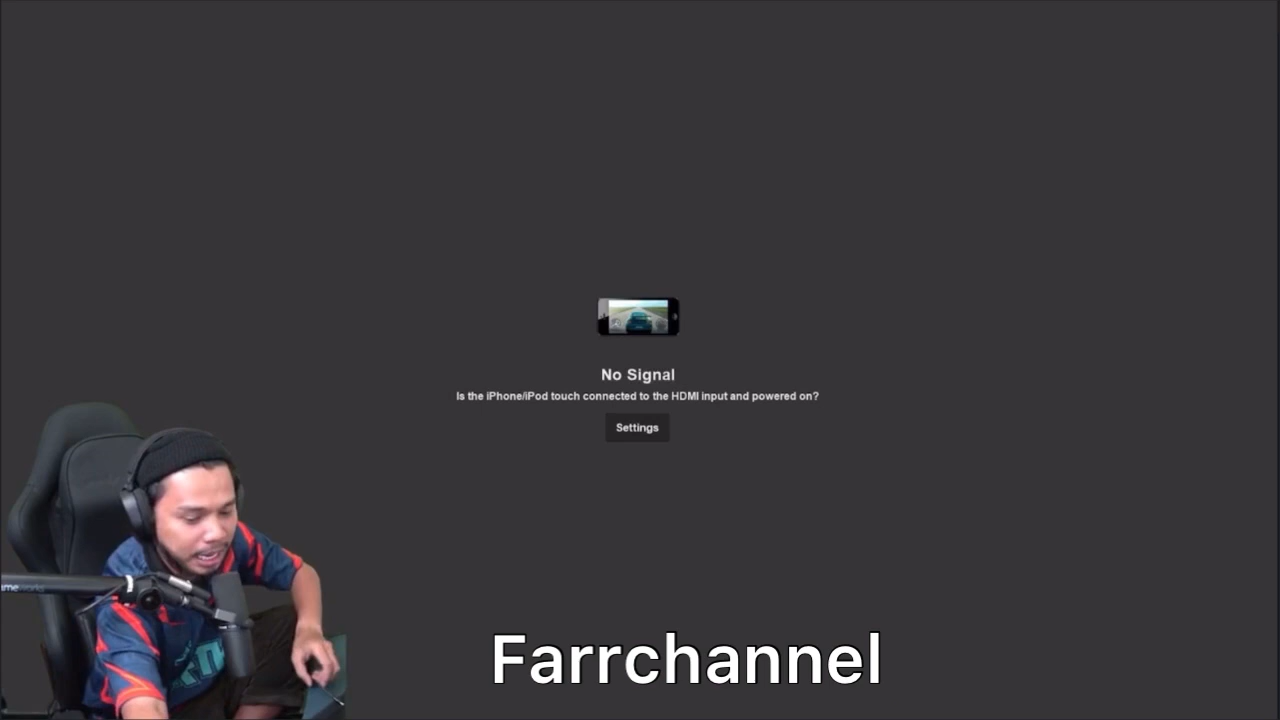 No Signal
Is the iPhone/iPod touch connected to the HDMI input and powered on?
Settings
Farrchannel